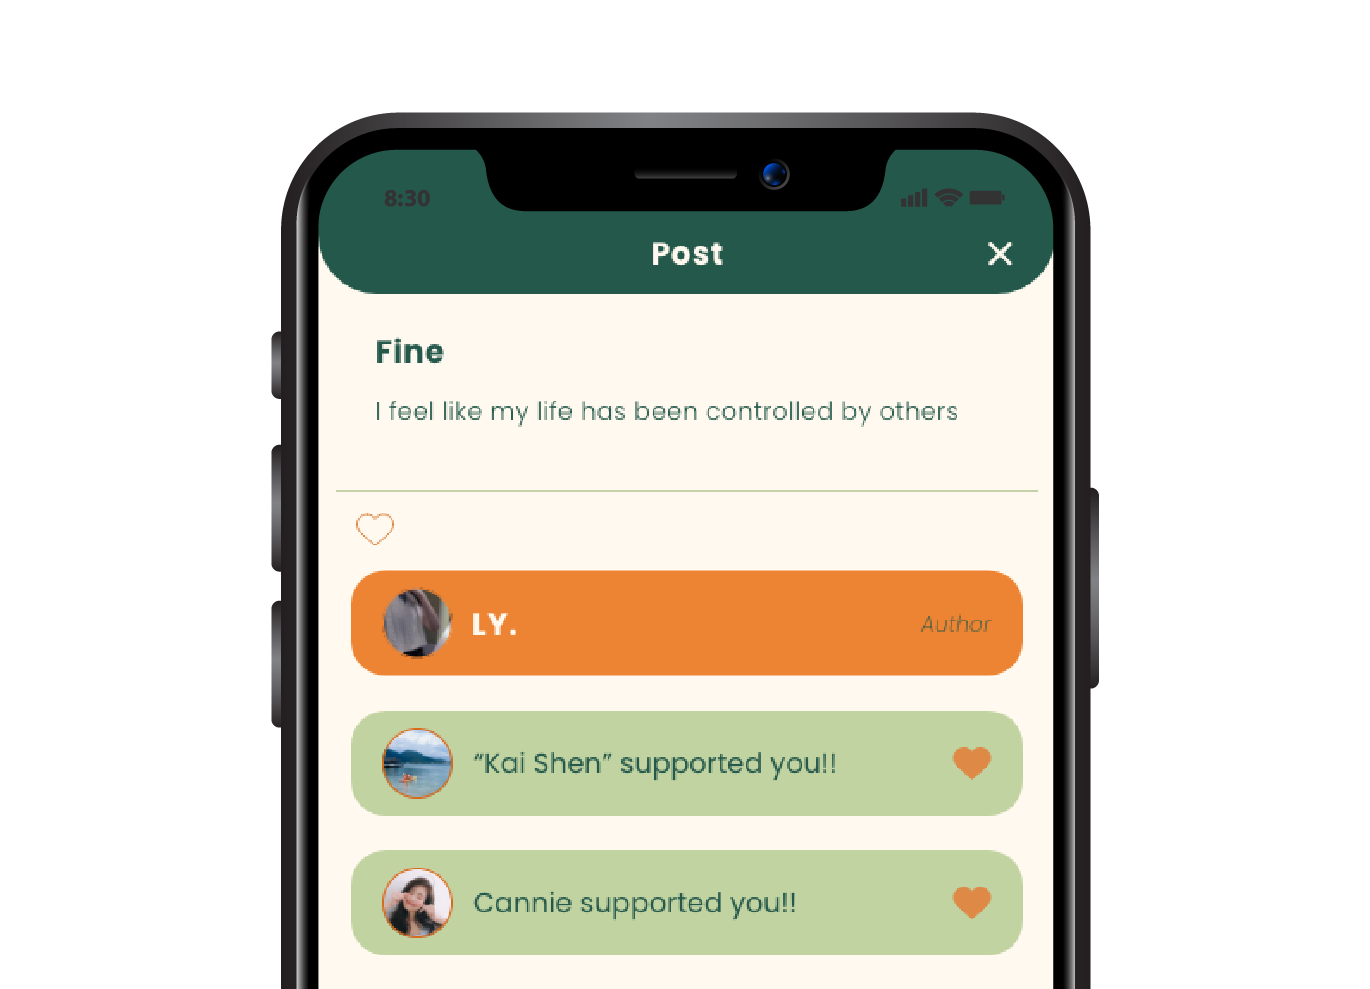 8:30
Post
Fine
I feel like my life has been controlled by others
LY.
Author
“Kai Shen” supported you!!
Cannie supported you!!